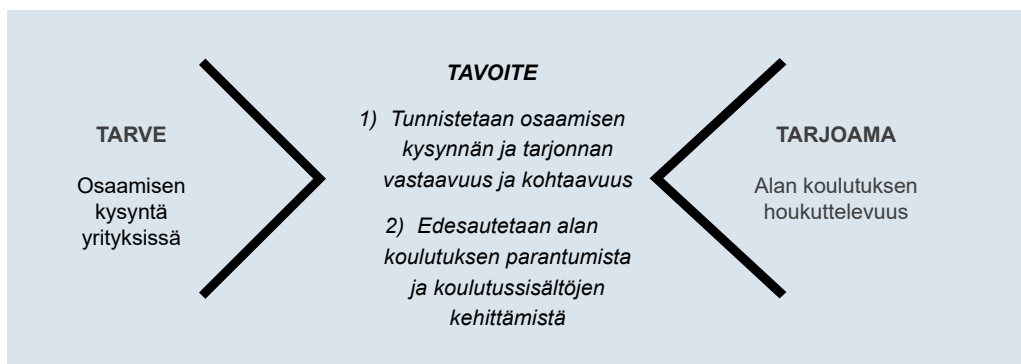 TARVE
Osaamisen
kysyntä
yrityksissä
TAVOITE
1) Tunnistetaan osaamisen
kysynnän ja tarjonnan
vastaavuus ja kohtaavuus
2) Edesautetaan alan
koulutuksen parantumista
ja koulutussisältöjen
kehittämistä
TARJOAMA
Alan koulutuksen
houkuttelevuus